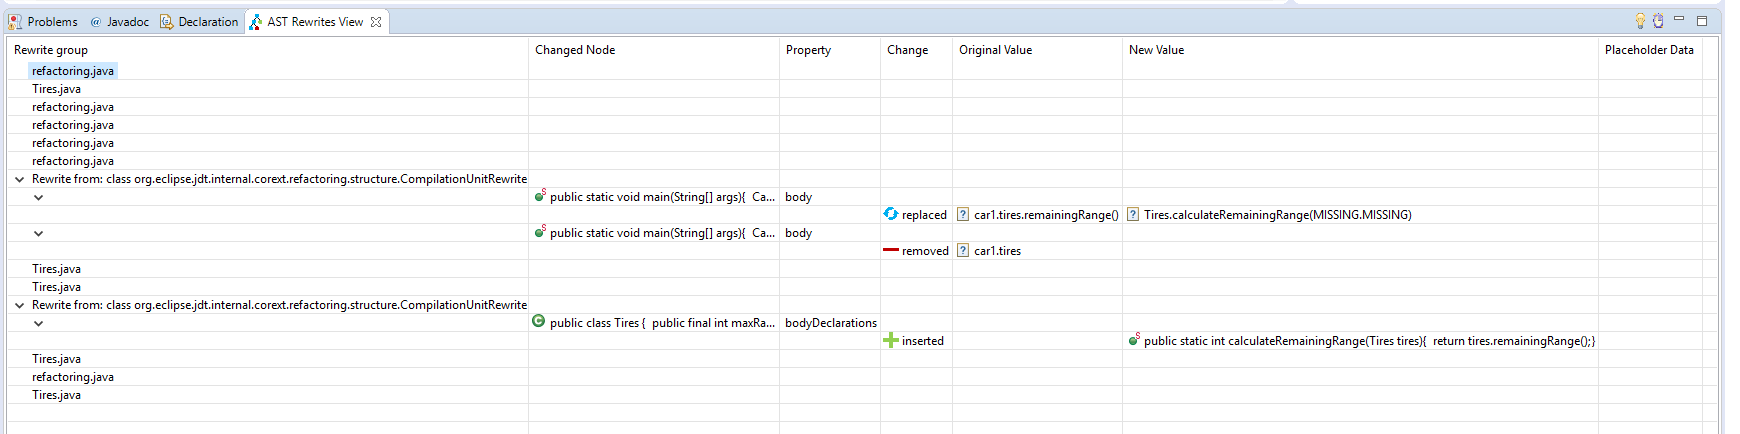 Problems @ Javadoc Declaration AST Rewrites View
Rewrite group Changed Node Property Change Original Value New Value Placeholder Data
refactoring.java
Tires.java
refactoring.java
refactoring.java
refactoring.java
refactoring.java
Rewrite from: class org.eclipse.jdt.internal.corext.refactoring.structure.CompilationUnitRewrite
public static void main(String[] args){  Ca... body
replaced car1.tires.remainingRange() Tires.calculateRemainingRange(MISSING.MISSING)
public static void main(String[] args){  Ca... body
removed car1.tires
Tires.java
Tires.java
Rewrite from: class org.eclipse.jdt.internal.corext.refactoring.structure.CompilationUnitRewrite
public class Tires {  public final int maxRa... bodyDeclarations
inserted public static int calculateRemainingRange(Tires tires){  return tires.remainingRange();}
Tires.java
refactoring.java
Tires.java